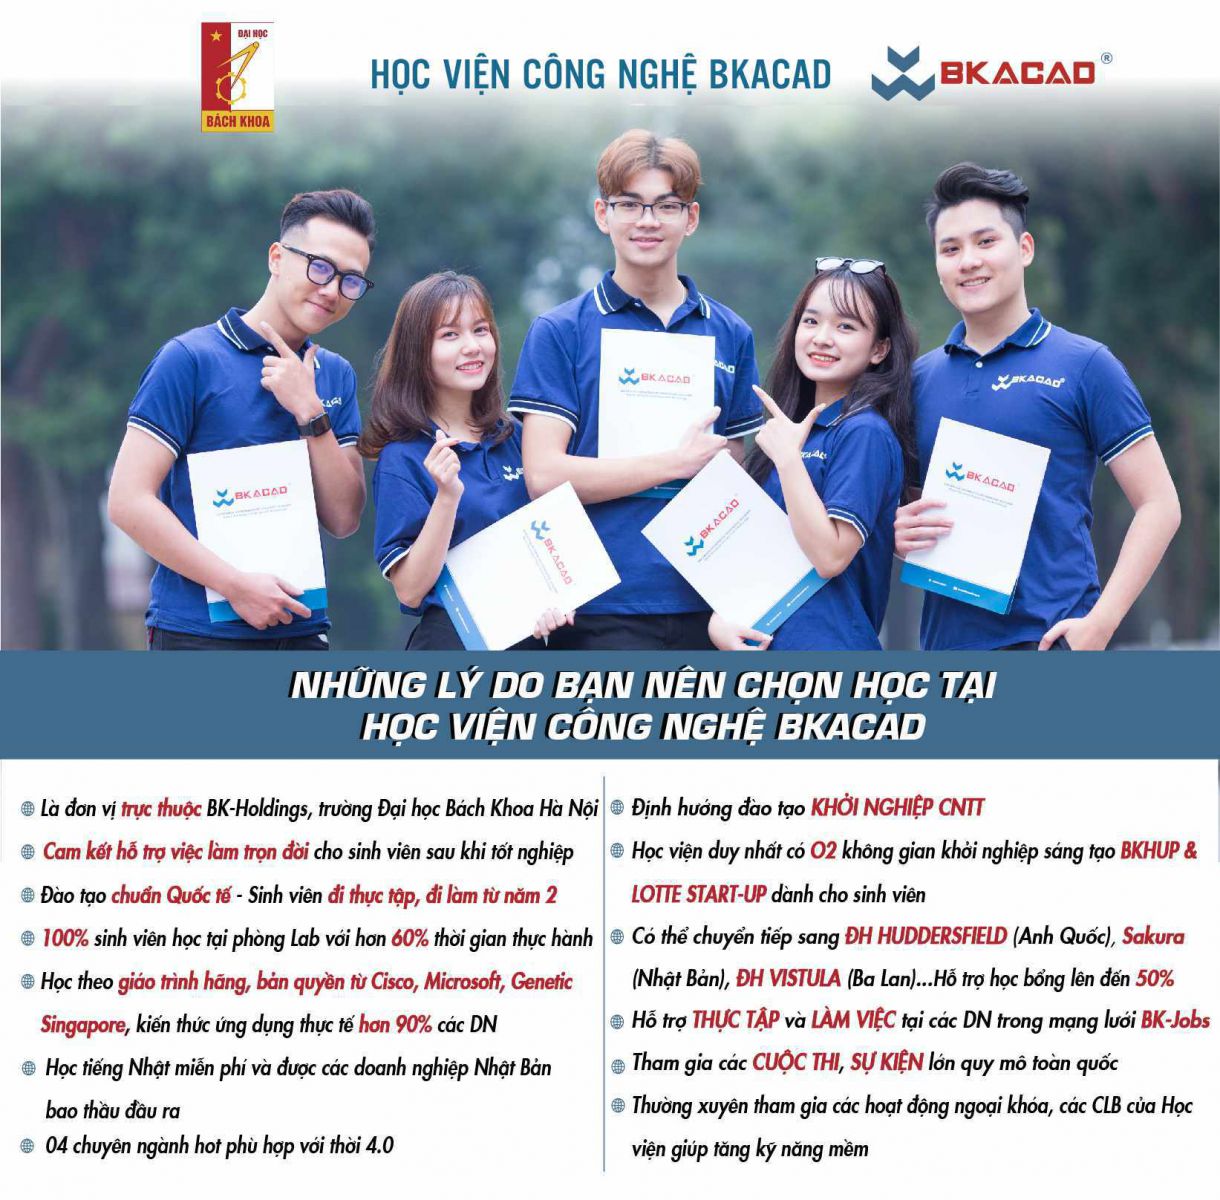 ĐẠI HỌC
BÁCH KHOA
HỌC VIỆN CÔNG NGHỆ BKACAD
BKACAD®
BKACAD
BKACAD
BKACAD
BKACAD
BKACAD®
BKACAD
BKACAD
NHỮNG LÝ DO BẠN NÊN CHỌN HỌC TẠI
HỌC VIỆN CÔNG NGHỆ BKACAD
Là đơn vị trực thuộc BK-Holdings, trường Đại học Bách Khoa Hà Nội
Cam kết hỗ trợ việc làm trọn đời cho sinh viên sau khi tốt nghiệp
Đào tạo chuẩn Quốc tế - Sinh viên đi thực tập, đi làm từ năm 2
100% sinh viên học tại phòng Lab với hơn 60% thời gian thực hành
Học theo giáo trình hãng, bản quyền từ Cisco, Microsoft, Genetic
Singapore, kiến thức ứng dụng thực tế hơn 90% các DN
Học tiếng Nhật miễn phí và được các doanh nghiệp Nhật Bản
bao thầu đầu ra
04 chuyên ngành hot phù hợp với thời 4.0
Định hướng đào tạo KHỞI NGHIỆP CNTT
Học viện duy nhất có O2 không gian khởi nghiệp sáng tạo BKHUP &
LOTTE START-UP dành cho sinh viên
Có thể chuyển tiếp sang ĐH HUDDERSFIELD (Anh Quốc), Sakura
(Nhật Bản), ĐH VISTULA (Ba Lan)...Hỗ trợ học bổng lên đến 50%
Hỗ trợ THỰC TẬP và LÀM VIỆC tại các DN trong mạng lưới BK-Jobs
Tham gia các CUỘC THI, SỰ KIỆN lớn quy mô toàn quốc
Thường xuyên tham gia các hoạt động ngoại khóa, các CLB của Học
viện giúp tăng kỹ năng mềm